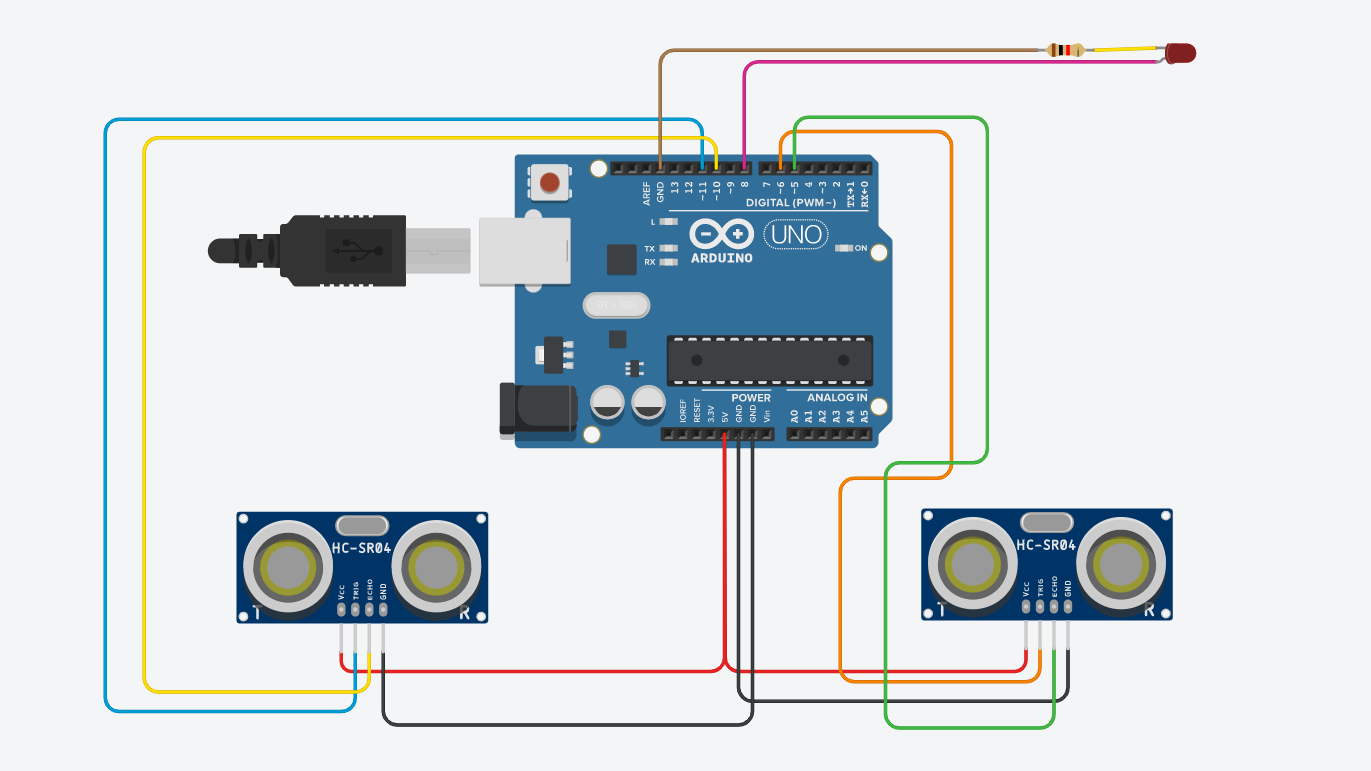 AREF
GND
13
12
~11
~10
~9
8
7
~6
~5
4
~3
2
TX→1
RX←0
DIGITAL (PWM~)
L
TX
RX
UNO
ON
ARDUINO
POWER
ANALOG IN
IOREF
RESET
3.3V
5V
GND
GND
Vin
A0
A1
A2
A3
A4
A5
HC-SR04
VCC
TRIG
ECHO
GND
T
R
HC-SR04
VCC
TRIG
ECHO
GND
T
R